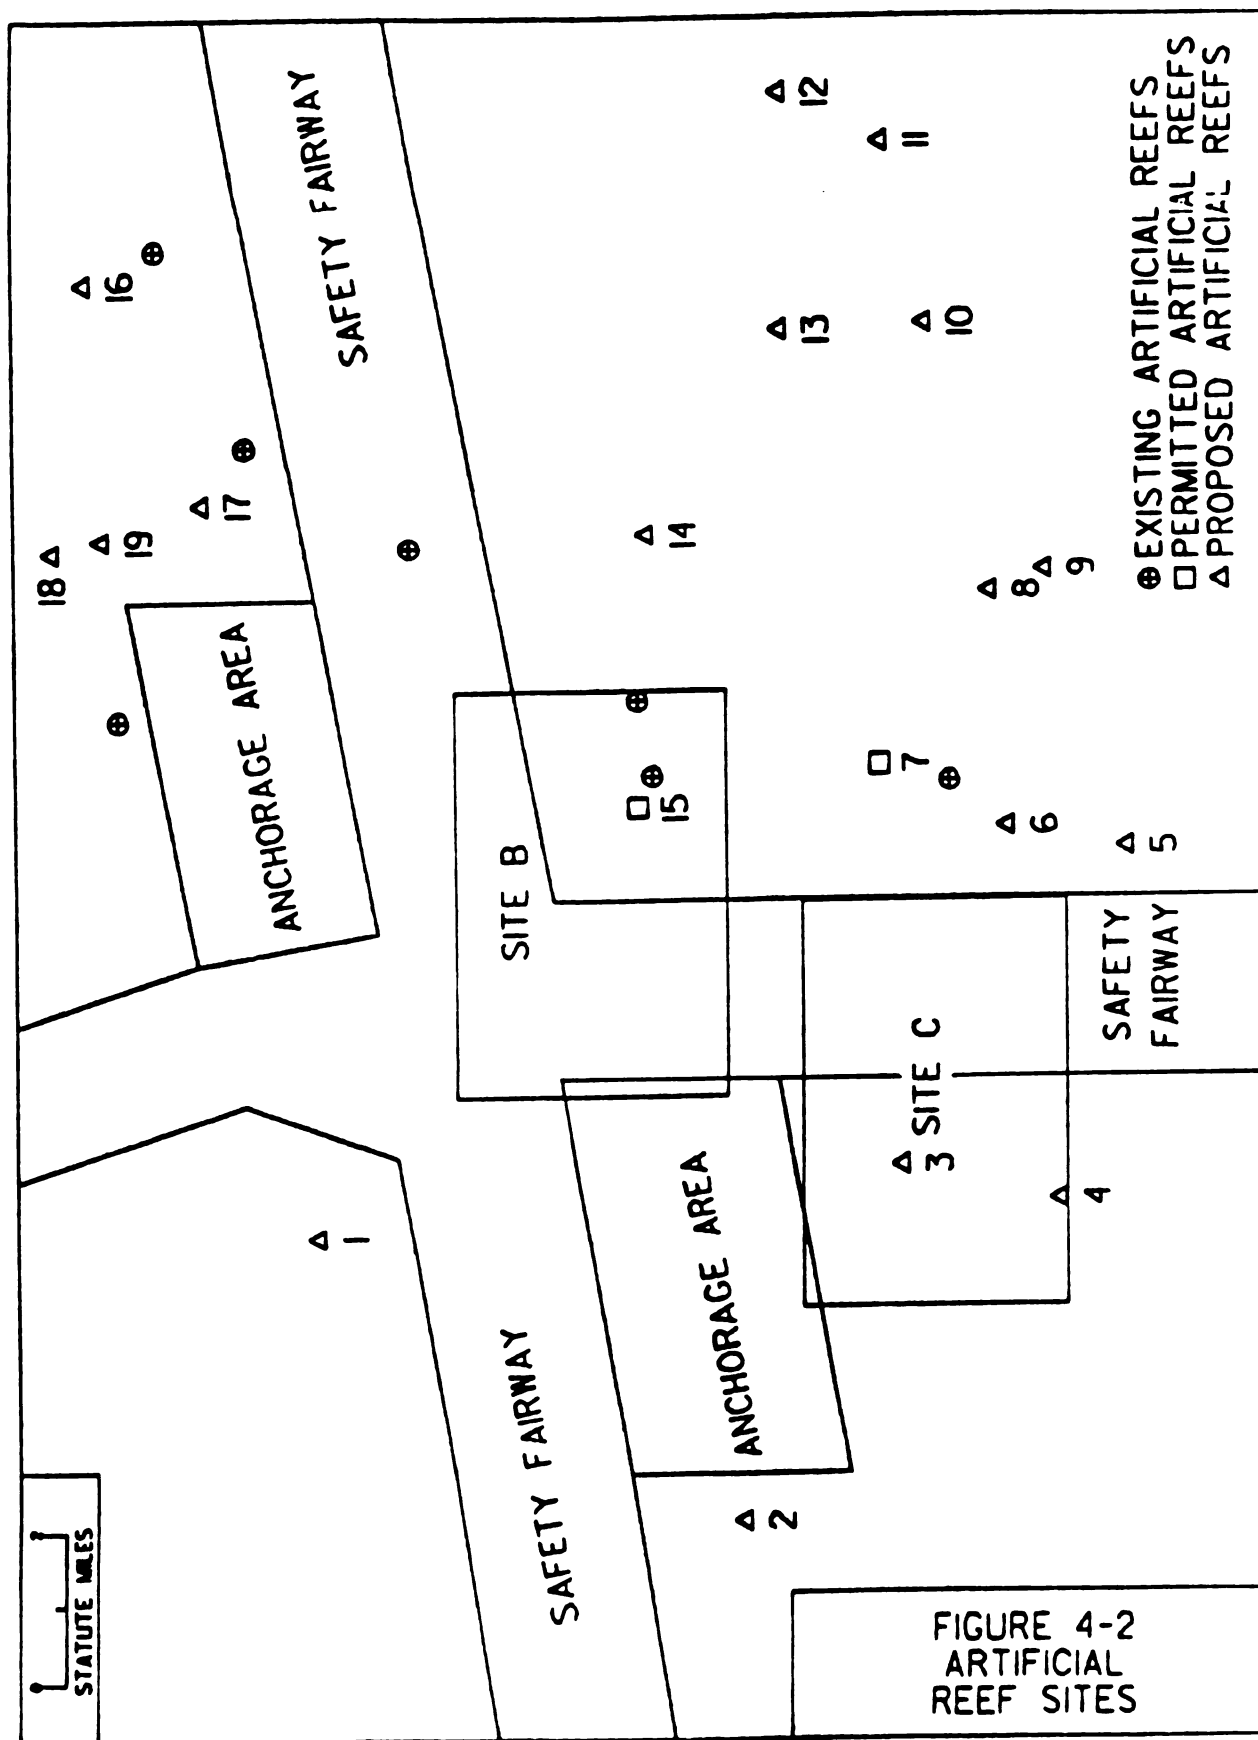 STATUTE MILES
18
19
17
16
ANCHORAGE AREA
SAFETY FAIRWAY
1
SAFETY FAIRWAY
SITE B
15
14
13
12
11
10
2
ANCHORAGE AREA
3
SITE C
4
7
6
5
8
9
SAFETY
FAIRWAY
FIGURE 4-2
ARTIFICIAL
REEF SITES
EXISTING ARTIFICIAL REEFS
PERMITTED ARTIFICIAL REEFS
PROPOSED ARTIFICIAL REEFS